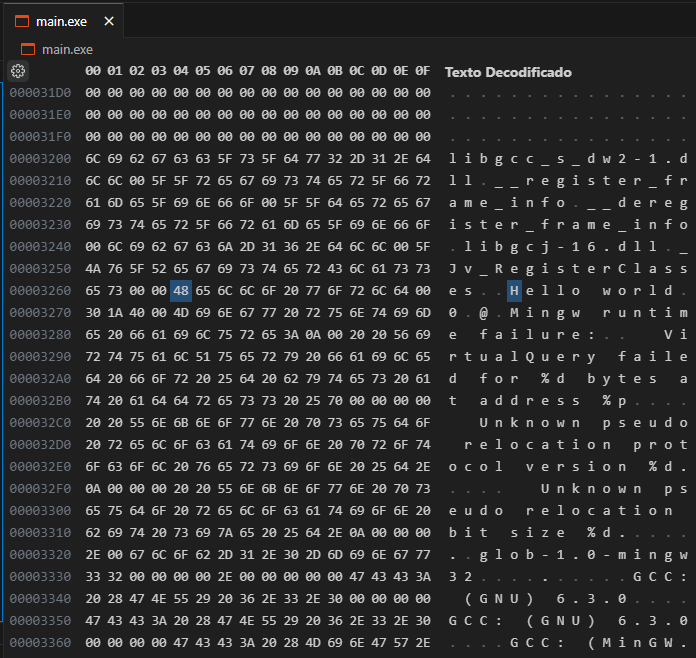 main.exe
main.exe
00 01 02 03 04 05 06 07 08 09 0A 0B 0C 0D 0E 0F Texto Decodificado
000031D0 00 00 00 00 00 00 00 00 00 00 00 00 00 00 00 00 . . . . . . . . . . . . . . . .
000031E0 00 00 00 00 00 00 00 00 00 00 00 00 00 00 00 00 . . . . . . . . . . . . . . . .
000031F0 00 00 00 00 00 00 00 00 00 00 00 00 00 00 00 00 . . . . . . . . . . . . . . . .
00003200 6C 69 62 67 63 63 5F 73 5F 64 77 32 2D 31 2E 64 l i b g c c _ s _ d w 2 - 1 . d
00003210 6C 6C 00 5F 5F 72 65 67 69 73 74 65 72 5F 66 72 l l . _ _ r e g i s t e r _ f r
00003220 61 6D 65 5F 69 6E 66 6F 00 5F 5F 64 65 72 65 67 a m e _ i n f o . _ _ d e r e g
00003230 69 73 74 65 72 5F 66 72 61 6D 65 5F 69 6E 66 6F i s t e r _ f r a m e _ i n f o
00003240 00 6C 69 62 67 63 6A 2D 31 36 2E 64 6C 6C 00 5F . l i b g c j - 1 6 . d l l . _
00003250 4A 76 5F 52 65 67 69 73 74 65 72 43 6C 61 73 73 J v _ R e g i s t e r C l a s s
00003260 65 73 00 00 48 65 6C 6C 6F 20 77 6F 72 6C 64 00 e s . . H e l l o   w o r l d .
00003270 30 1A 40 00 4D 69 6E 67 77 20 72 75 6E 74 69 6D 0 . @ . M i n g w   r u n t i m
00003280 65 20 66 61 69 6C 75 72 65 3A 0A 00 20 20 56 69 e   f a i l u r e : . .     V i
00003290 72 74 75 61 6C 51 75 65 72 79 20 66 61 69 6C 65 r t u a l Q u e r y   f a i l e
000032A0 64 20 66 6F 72 20 25 64 20 62 79 74 65 73 20 61 d   f o r   % d   b y t e s   a
000032B0 74 20 61 64 64 72 65 73 73 20 25 70 00 00 00 00 t   a d d r e s s   % p . . . .
000032C0 20 20 55 6E 6B 6E 6F 77 6E 20 70 73 65 75 64 6F     U n k n o w n   p s e u d o
000032D0 20 72 65 6C 6F 63 61 74 69 6F 6E 20 70 72 6F 74   r e l o c a t i o n   p r o t
000032E0 6F 63 6F 6C 20 76 65 72 73 69 6F 6E 20 25 64 2E o c o l   v e r s i o n   % d .
000032F0 0A 00 00 00 20 20 55 6E 6B 6E 6F 77 6E 20 70 73 . . . .     U n k n o w n   p s
00003300 65 75 64 6F 20 72 65 6C 6F 63 61 74 69 6F 6E 20 e u d o   r e l o c a t i o n
00003310 62 69 74 20 73 69 7A 65 20 25 64 2E 0A 00 00 00 b i t   s i z e   % d . . . . .
00003320 2E 00 67 6C 6F 62 2D 31 2E 30 2D 6D 69 6E 67 77 . . g l o b - 1 . 0 - m i n g w
00003330 33 32 00 00 00 00 2E 00 00 00 00 00 47 43 43 3A 3 2 . . . . . . . . . . G C C :
00003340 20 28 47 4E 55 29 20 36 2E 33 2E 30 00 00 00 00   ( G N U )   6 . 3 . 0 . . . .
00003350 47 43 43 3A 20 28 47 4E 55 29 20 36 2E 33 2E 30 G C C :   ( G N U )   6 . 3 . 0
00003360 00 00 00 00 47 43 43 3A 20 28 4D 69 6E 47 57 2E . . . . G C C :   ( M i n G W .